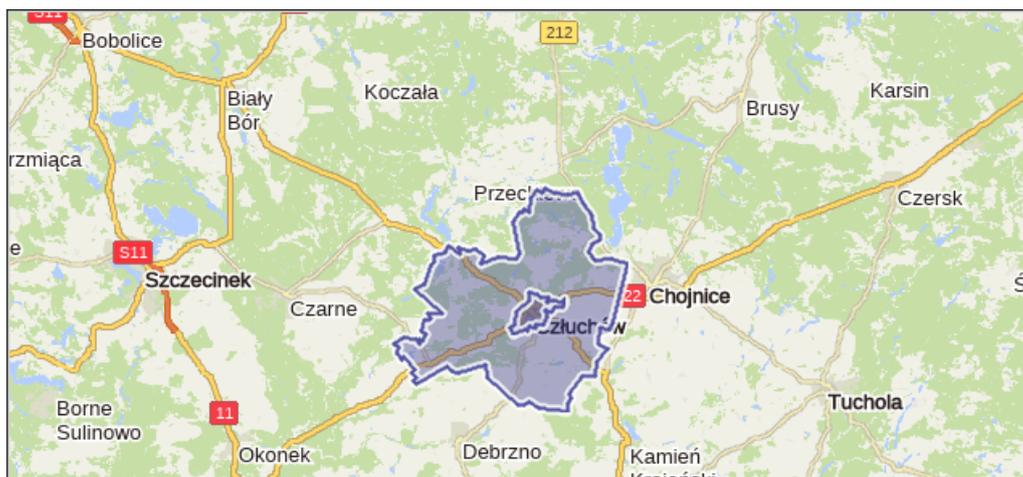 S11
Bobolice
212
Koczała
Karsin
Biały
Bór
Brusy
rzmiąca
Czersk
e
S11
Szczecinek
22
Chojnice
Czarne
Człuchów
Tuchola
Borne
Sulinowo
11
Okonek
Debrzno
Kamień